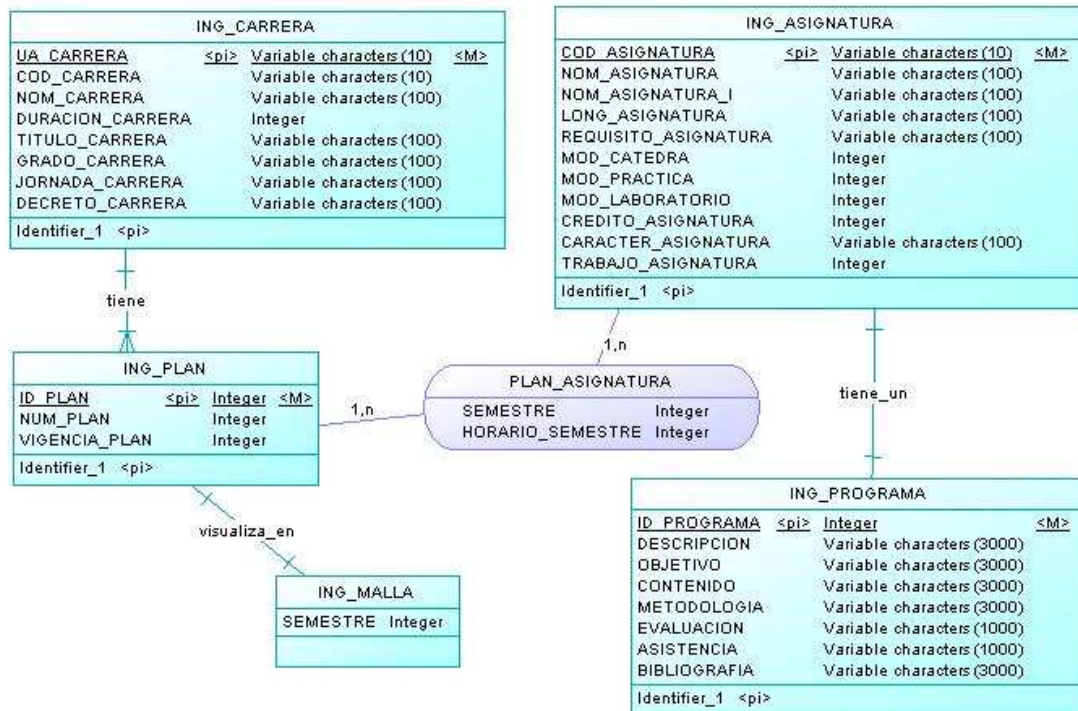 ING_CARRERA
UA_CARRERA <pi> Variable characters (10) <M>
COD_CARRERA Variable characters (10)
NOM_CARRERA Variable characters (100)
DURACION_CARRERA Integer
TITULO_CARRERA Variable characters (100)
GRADO_CARRERA Variable characters (100)
JORNADA_CARRERA Variable characters (100)
DECRETO_CARRERA Variable characters (100)
Identifier_1 <pi>
ING_ASIGNATURA
COD_ASIGNATURA <pi> Variable characters (10) <M>
NOM_ASIGNATURA Variable characters (100)
NOM_ASIGNATURA_I Variable characters (100)
LONG_ASIGNATURA Variable characters (100)
REQUISITO_ASIGNATURA Variable characters (100)
MOD_CATEDRA Integer
MOD_PRACTICA Integer
MOD_LABORATORIO Integer
CREDITO_ASIGNATURA Integer
CARACTER_ASIGNATURA Variable characters (100)
TRABAJO_ASIGNATURA Integer
Identifier_1 <pi>
tiene
ING_PLAN
ID_PLAN <pi> Integer <M>
NUM_PLAN Integer
VIGENCIA_PLAN Integer
Identifier_1 <pi>
1,n
1,n
PLAN_ASIGNATURA
SEMESTRE Integer
HORARIO_SEMESTRE Integer
tiene_un
visualiza_en
ING_MALLA
SEMESTRE Integer
ING_PROGRAMA
ID_PROGRAMA <pi> Integer <M>
DESCRIPCION Variable characters (3000)
OBJETIVO Variable characters (3000)
CONTENIDO Variable characters (3000)
METODOLOGIA Variable characters (3000)
EVALUACION Variable characters (1000)
ASISTENCIA Variable characters (1000)
BIBLIOGRAFIA Variable characters (3000)
Identifier_1 <pi>